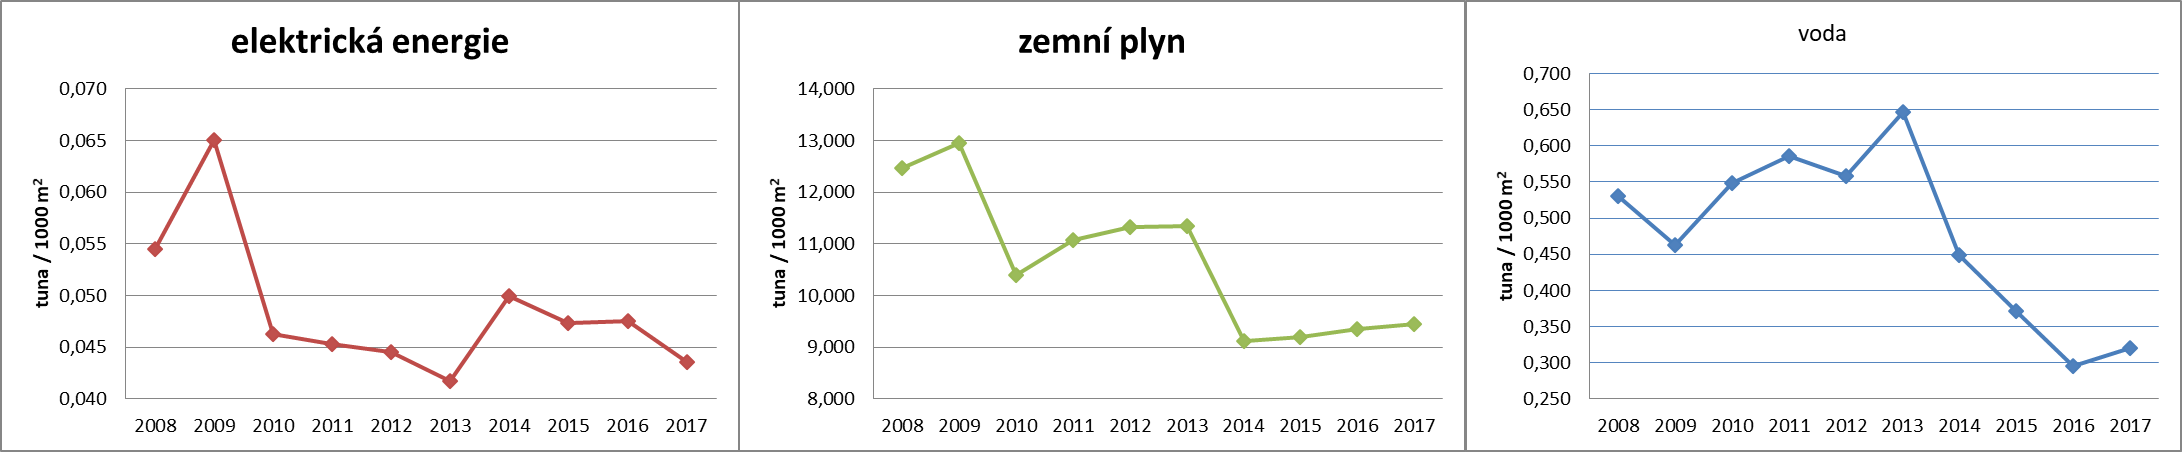 elektrická energie
0,070
0,065
0,060
0,055
0,050
0,045
0,040
tuna / 1000 m²
2008 2009 2010 2011 2012 2013 2014 2015 2016 2017
zemní plyn
14,000
13,000
12,000
11,000
10,000
9,000
8,000
tuna / 1000 m²
2008 2009 2010 2011 2012 2013 2014 2015 2016 2017
voda
0,700
0,650
0,600
0,550
0,500
0,450
0,400
0,350
0,300
0,250
tuna / 1000 m²
2008 2009 2010 2011 2012 2013 2014 2015 2016 2017